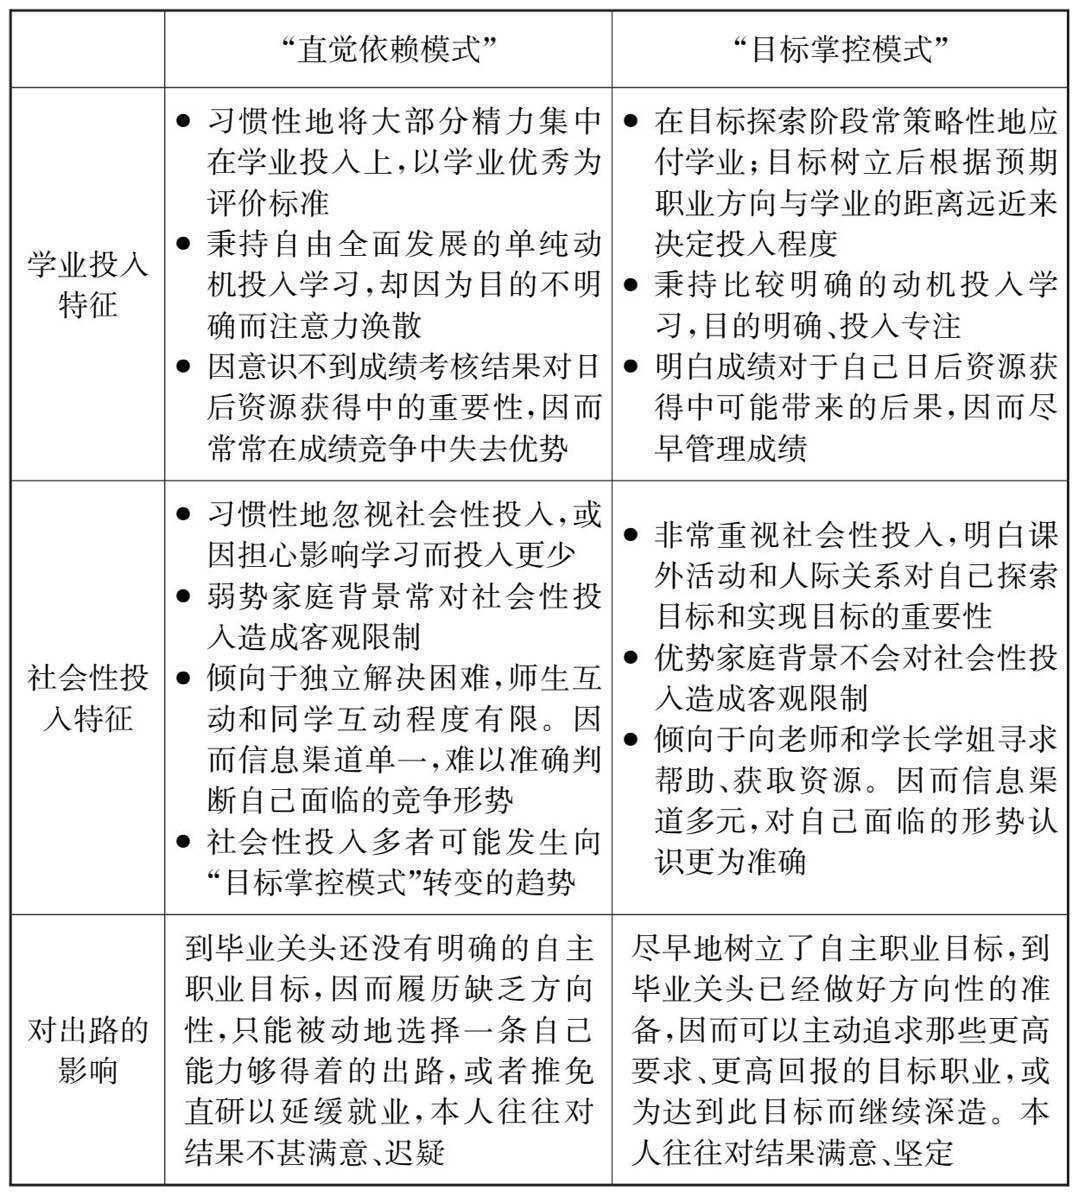 “直觉依赖模式”
“目标掌控模式”
学业投入
特征
● 习惯性地将大部分精力集中
在学业投入上，以学业优秀为
评价标准
● 秉持自由全面发展的单纯动
机投入学习，却因为目的不明
确而注意力涣散
● 因意识不到成绩考核结果对日
后资源获得中的重要性，因而
常常在成绩竞争中失去优势
● 在目标探索阶段常策略性地应
付学业；目标树立后根据预期
职业方向与学业的距离远近来
决定投入程度
● 秉持比较明确的动机投入学
习，目的明确、投入专注
● 明白成绩对于自己日后资源获
得中可能带来的后果，因而尽
早管理成绩
社会性投
入特征
● 习惯性地忽视社会性投入，或
因担心影响学习而投入更少
● 弱势家庭背景常对社会性投
入造成客观限制
● 倾向于独立解决困难，师生互
动和同学互动程度有限。因
而信息渠道单一，难以准确判
断自己面临的竞争形势
● 社会性投入多者可能发生向
“目标掌控模式”转变的趋势
● 非常重视社会性投入，明白课
外活动和人际关系对自己探索
目标和实现目标的重要性
● 优势家庭背景不会对社会性投
入造成客观限制
● 倾向于向老师和学长学姐寻求
帮助、获取资源。因而信息渠
道多元，对自己面临的形势认
识更为准确
对出路的
影响
到毕业关头还没有明确的自主
职业目标，因而履历缺乏方向
性，只能被动地选择一条自己
能力够得着的出路，或者推免
直研以延缓就业，本人往往对
结果不甚满意、迟疑
尽早地树立了自主职业目标，到
毕业关头已经做好方向性的准
备，因而可以主动追求那些更高
要求、更高回报的目标职业，或
为达到此目标而继续深造。本
人往往对结果满意、坚定